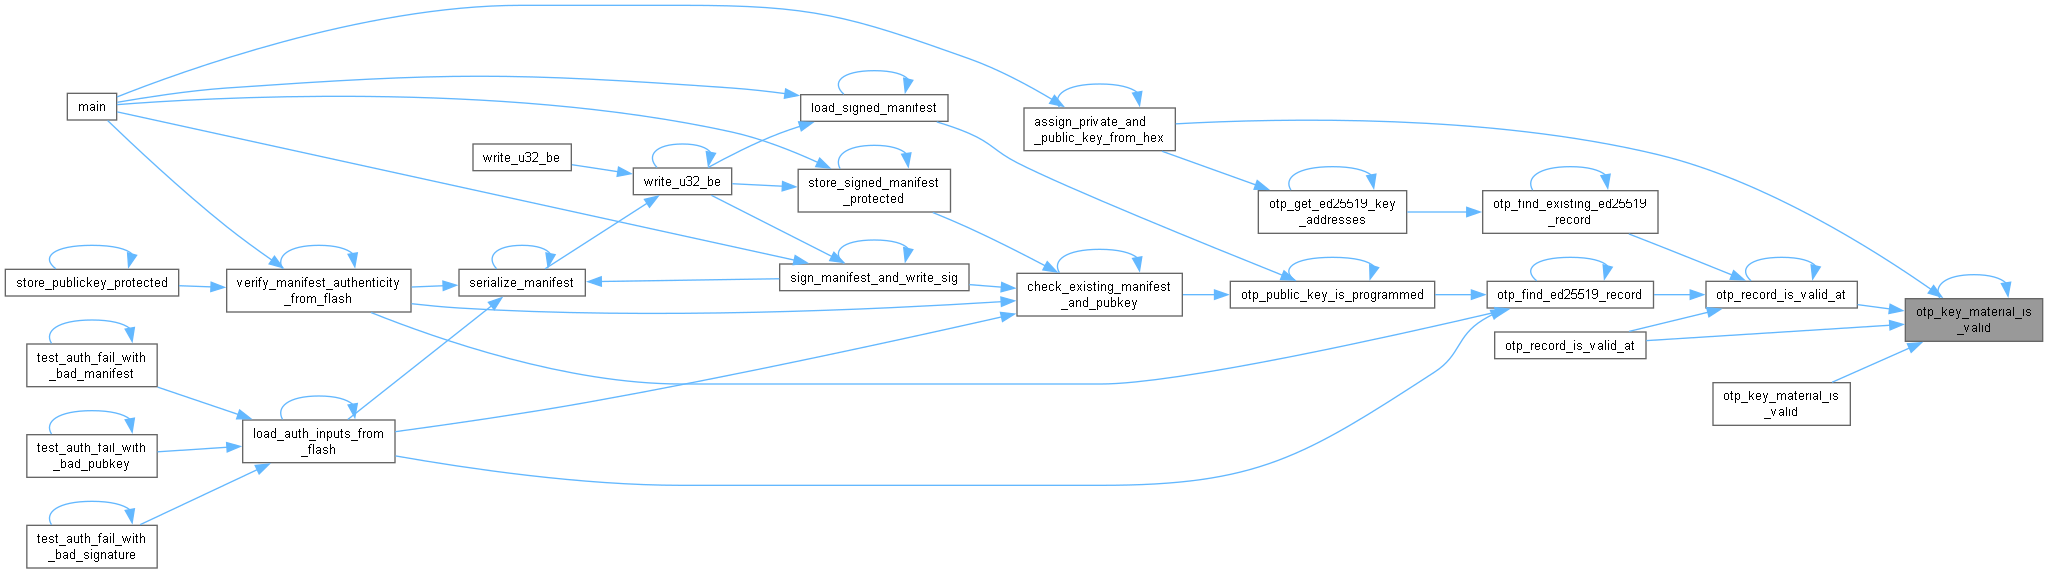 main
load_signed_manifest
assign_private_and
_public_key_from_hex
write_u32_be
write_u32_be
store_signed_manifest
_protected
otp_get_ed25519_key
_addresses
otp_find_existing_ed25519
_record
store_publickey_protected
verify_manifest_authenticity
_from_flash
serialize_manifest
sign_manifest_and_write_sig
check_existing_manifest
_and_pubkey
otp_public_key_is_programmed
otp_find_ed25519_record
otp_record_is_valid_at
otp_key_material_is
_valid
otp_record_is_valid_at
test_auth_fail_with
_bad_manifest
otp_key_material_is
_valid
test_auth_fail_with
_bad_pubkey
load_auth_inputs_from
_flash
test_auth_fail_with
_bad_signature